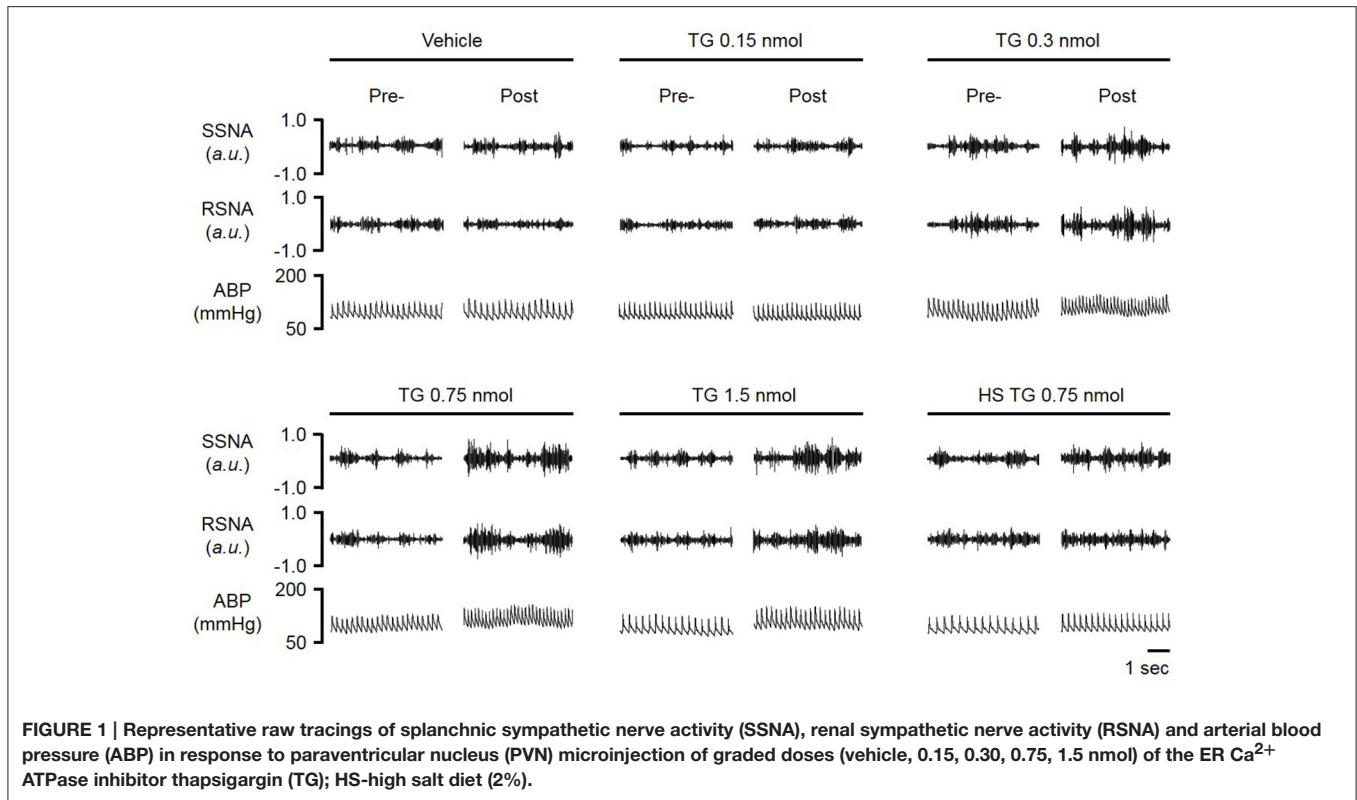 Vehicle TG 0.15 nmol TG 0.3 nmol
Pre- Post Pre- Post Pre- Post
SSNA
(a.u.)
1.0
-1.0
RSNA
(a.u.)
1.0
-1.0
ABP
(mmHg)
200
50
TG 0.75 nmol TG 1.5 nmol HS TG 0.75 nmol
SSNA
(a.u.)
1.0
-1.0
RSNA
(a.u.)
1.0
-1.0
ABP
(mmHg)
200
50
1 sec
FIGURE 1 | Representative raw tracings of splanchnic sympathetic nerve activity (SSNA), renal sympathetic nerve activity (RSNA) and arterial blood
pressure (ABP) in response to paraventricular nucleus (PVN) microinjection of graded doses (vehicle, 0.15, 0.30, 0.75, 1.5 nmol) of the ER Ca²⁺
ATPase inhibitor thapsigargin (TG); HS-high salt diet (2%).